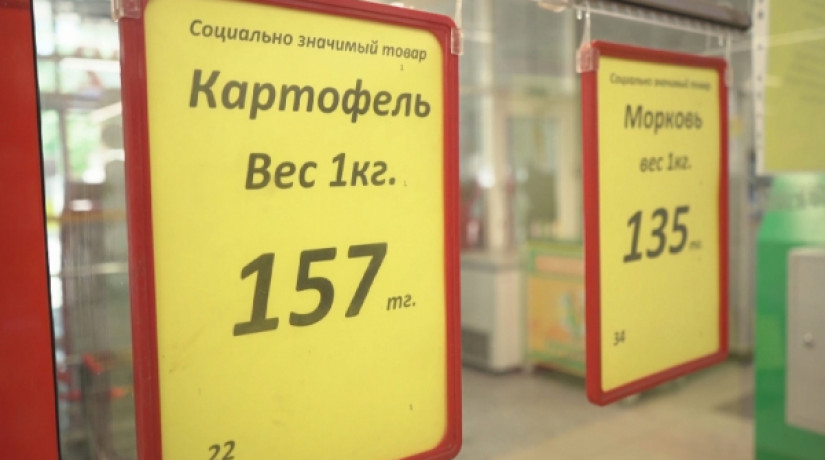 Социально значимый товар
Картофель
Вес 1кг.
157 тг.
22
Социально значимый товар
Морковь
вес 1кг.
135 тг.
34